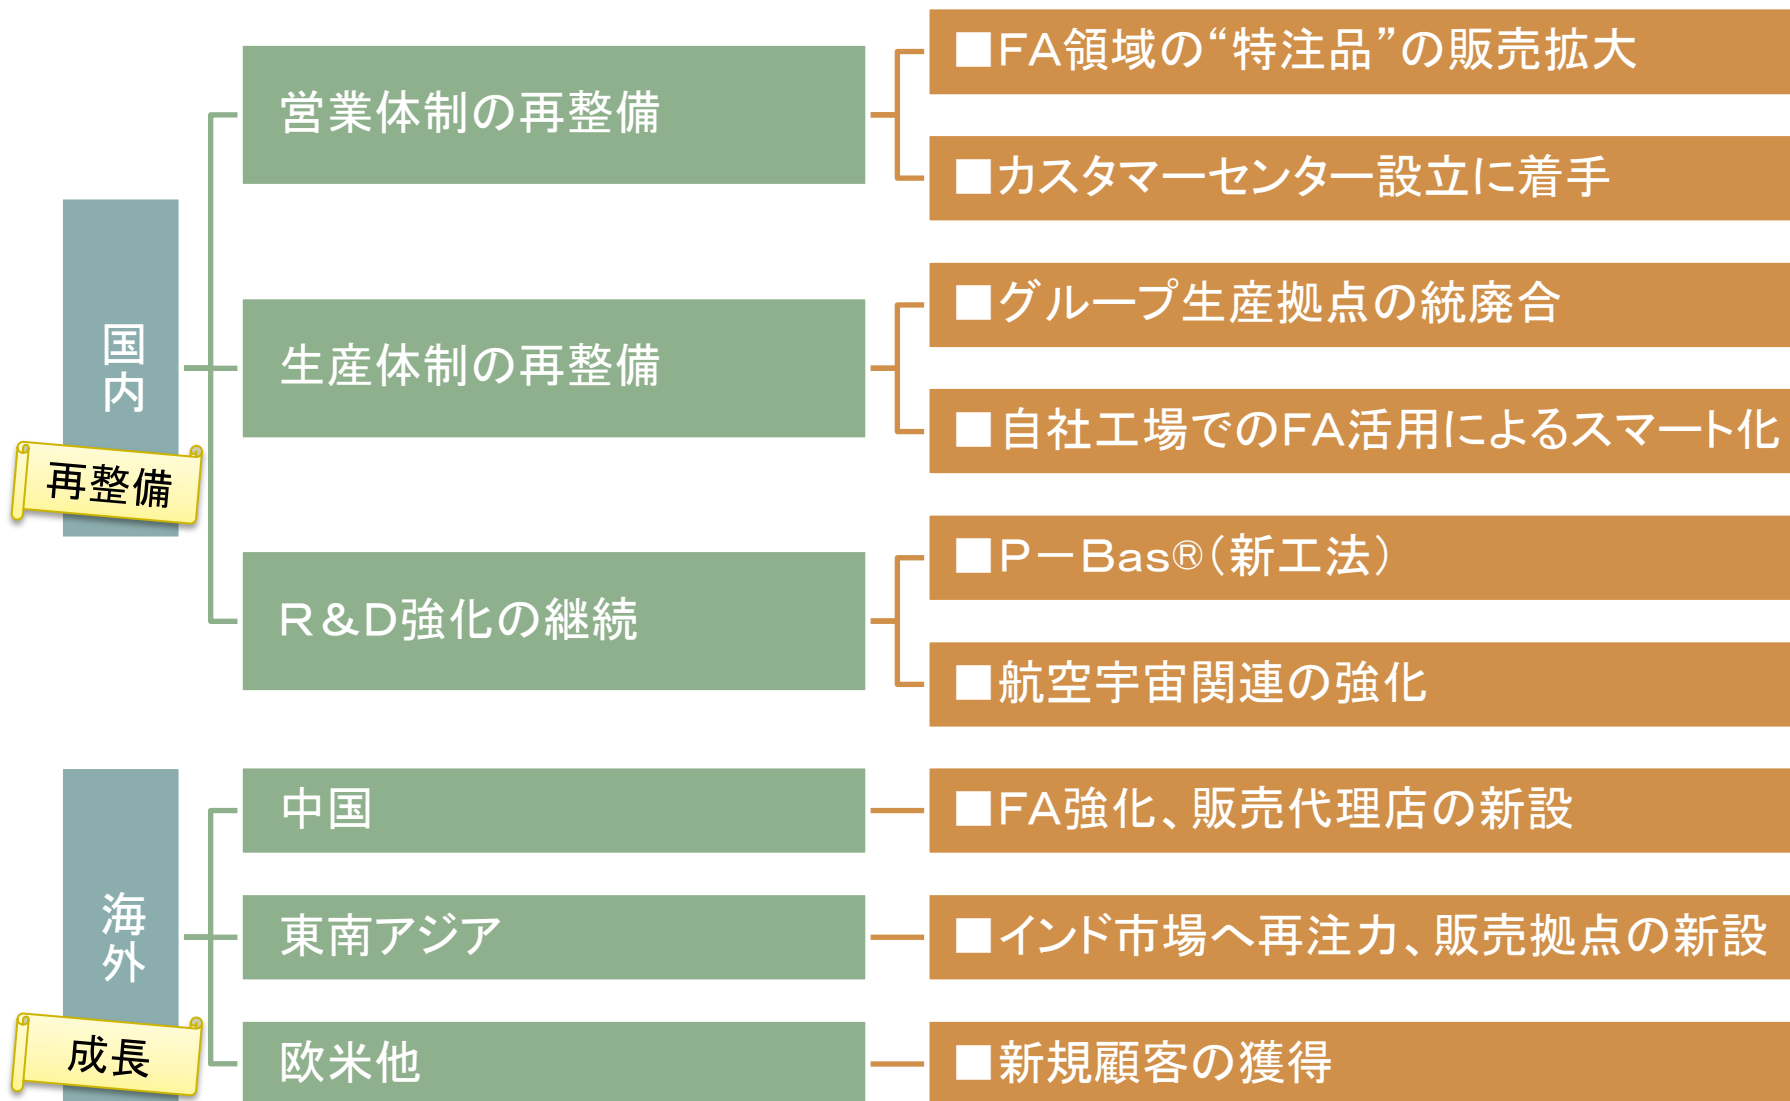 国内
再整備
営業体制の再整備
■FA領域の“特注品”の販売拡大
■カスタマーセンター設立に着手
生産体制の再整備
■グループ生産拠点の統廃合
■自社工場でのFA活用によるスマート化
R&D強化の継続
■P－Bas®(新工法)
■航空宇宙関連の強化
海外
成長
中国
■FA強化、販売代理店の新設
東南アジア
■インド市場へ再注力、販売拠点の新設
欧米他
■新規顧客の獲得